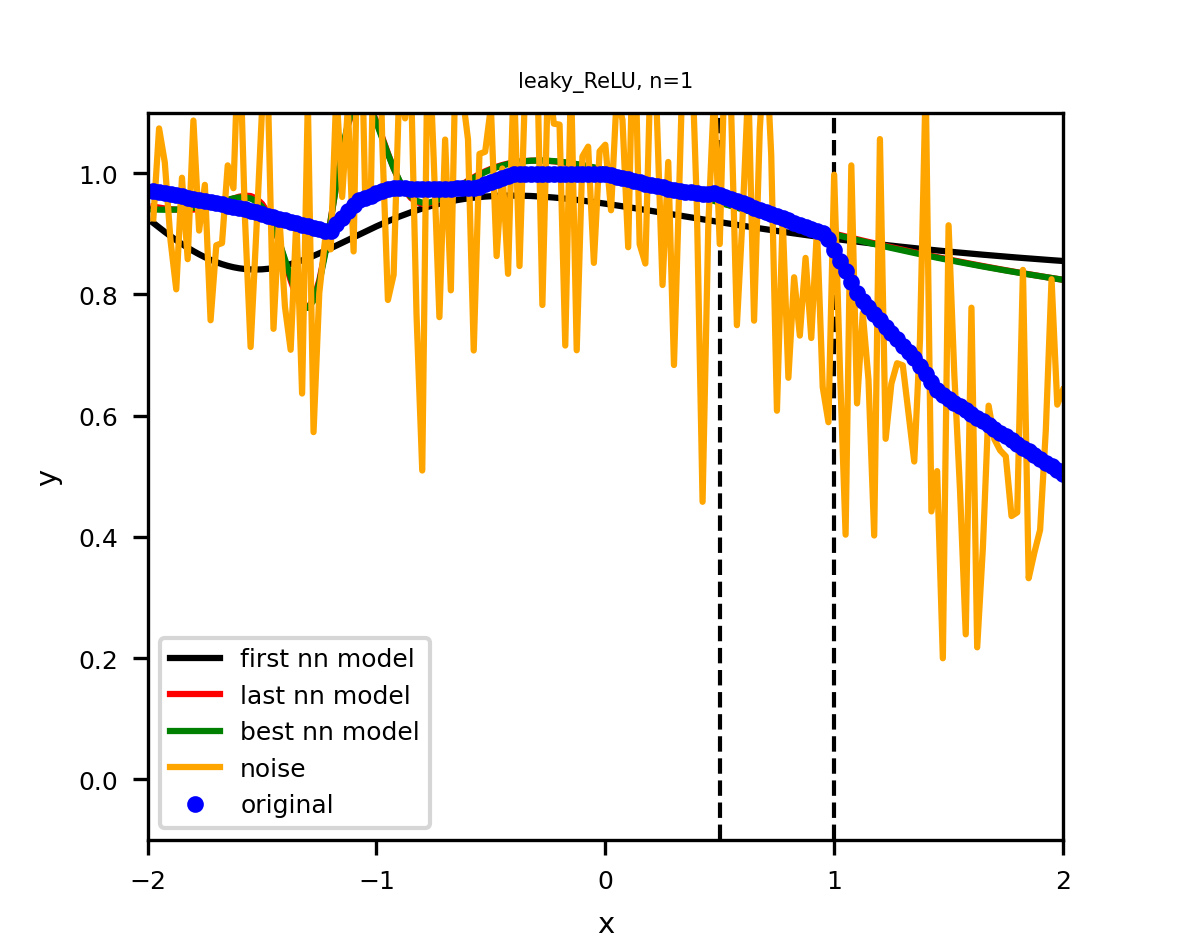 leaky_ReLU, n=1
1.0
0.8
0.6
0.4
0.2
0.0
y
first nn model
last nn model
best nn model
noise
original
−2
−1
0
1
2
x